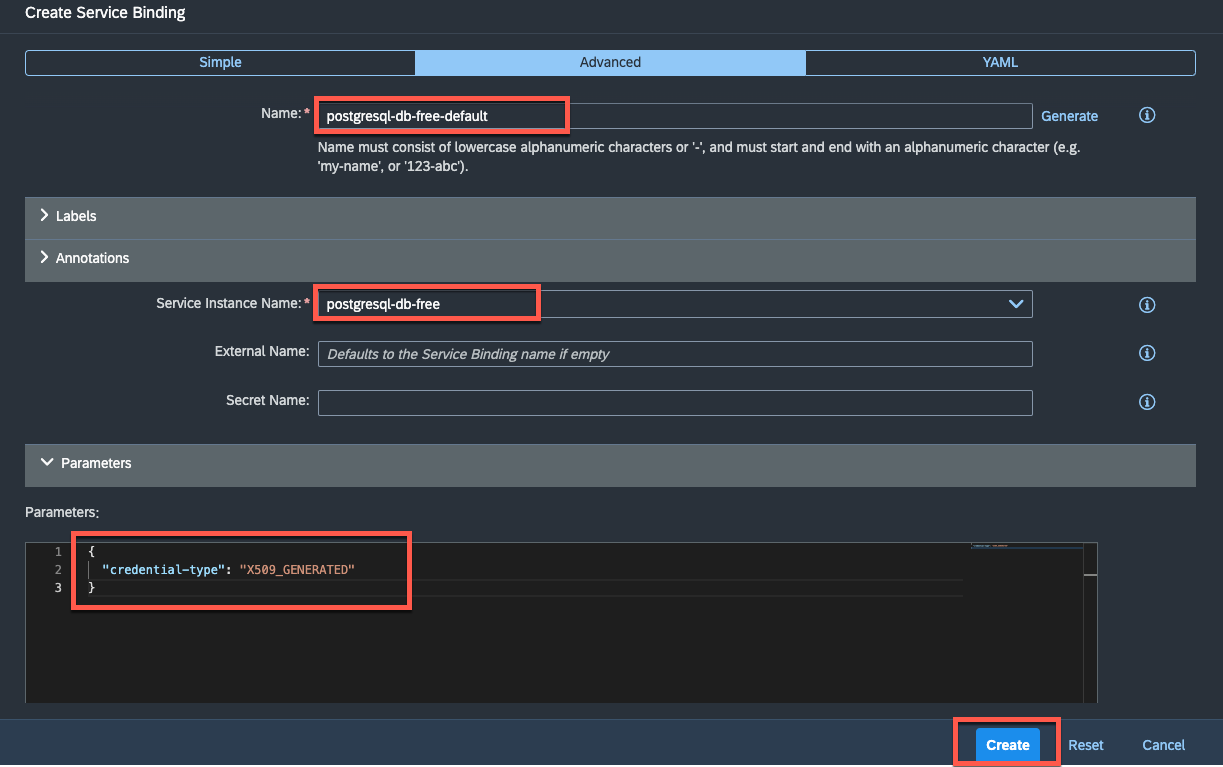 Create Service Binding
Simple
Advanced
YAML
Name:*
postgresql-db-free-default
Generate
Name must consist of lowercase alphanumeric characters or '-', and must start and end with an alphanumeric character (e.g.
'my-name', or '123-abc').
Labels
Annotations
Service Instance Name:*
postgresql-db-free
External Name:
Defaults to the Service Binding name if empty
Secret Name:
Parameters
Parameters:
1 {
2 "credential-type": "X509_GENERATED"
3 }
Create
Reset
Cancel